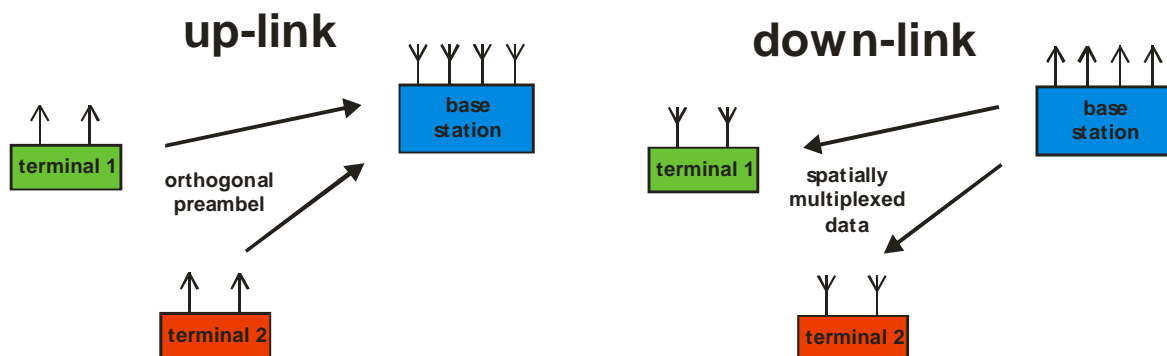 up-link
base
station
terminal 1
orthogonal
preambel
terminal 2
down-link
base
station
terminal 1
spatially
multiplexed
data
terminal 2